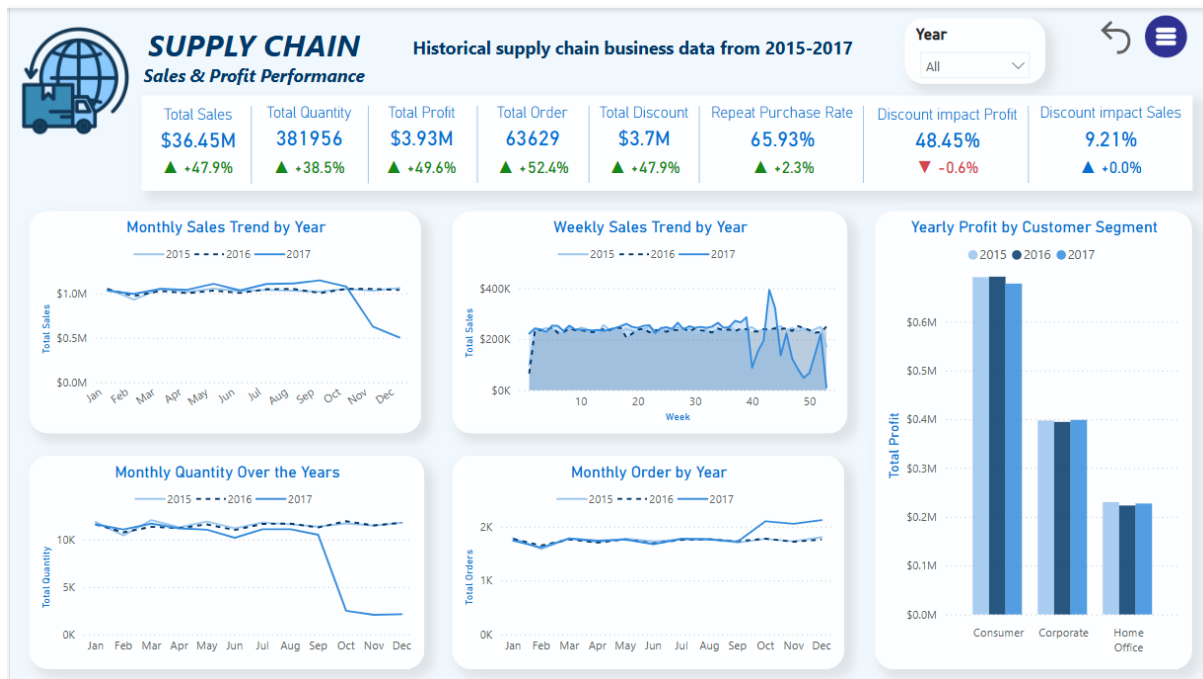 SUPPLY CHAIN
Sales & Profit Performance
Historical supply chain business data from 2015-2017
Year
All
Total Sales
$36.45M
▲ +47.9%
Total Quantity
381956
▲ +38.5%
Total Profit
$3.93M
▲ +49.6%
Total Order
63629
▲ +52.4%
Total Discount
$3.7M
▲ +47.9%
Repeat Purchase Rate
65.93%
▲ +2.3%
Discount impact Profit
48.45%
▼ -0.6%
Discount impact Sales
9.21%
▲ +0.0%
Monthly Sales Trend by Year
2015 2016 2017
Total Sales
$1.0M
$0.5M
$0.0M
Jan Feb Mar Apr May Jun Jul Aug Sep Oct Nov Dec
Weekly Sales Trend by Year
2015 2016 2017
Total Sales
$400K
$200K
$0K
10 20 30 40 50
Week
Yearly Profit by Customer Segment
2015 2016 2017
Total Profit
$0.6M
$0.5M
$0.4M
$0.3M
$0.2M
$0.1M
$0.0M
Consumer Corporate Home
Office
Monthly Quantity Over the Years
2015 2016 2017
Total Quantity
10K
5K
0K
Jan Feb Mar Apr May Jun Jul Aug Sep Oct Nov Dec
Monthly Order by Year
2015 2016 2017
Total Orders
2K
1K
0K
Jan Feb Mar Apr May Jun Jul Aug Sep Oct Nov Dec